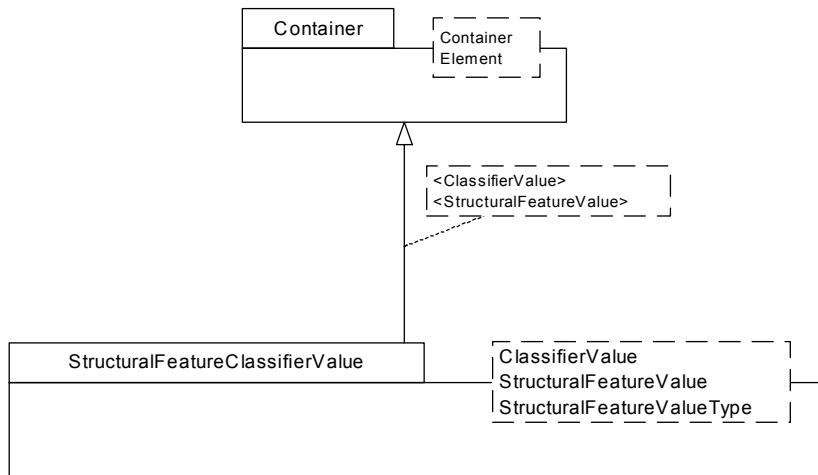 Container
Container
Element
<ClassifierValue>
<StructuralFeatureValue>
StructuralFeatureClassifierValue
ClassifierValue
StructuralFeatureValue
StructuralFeatureValueType